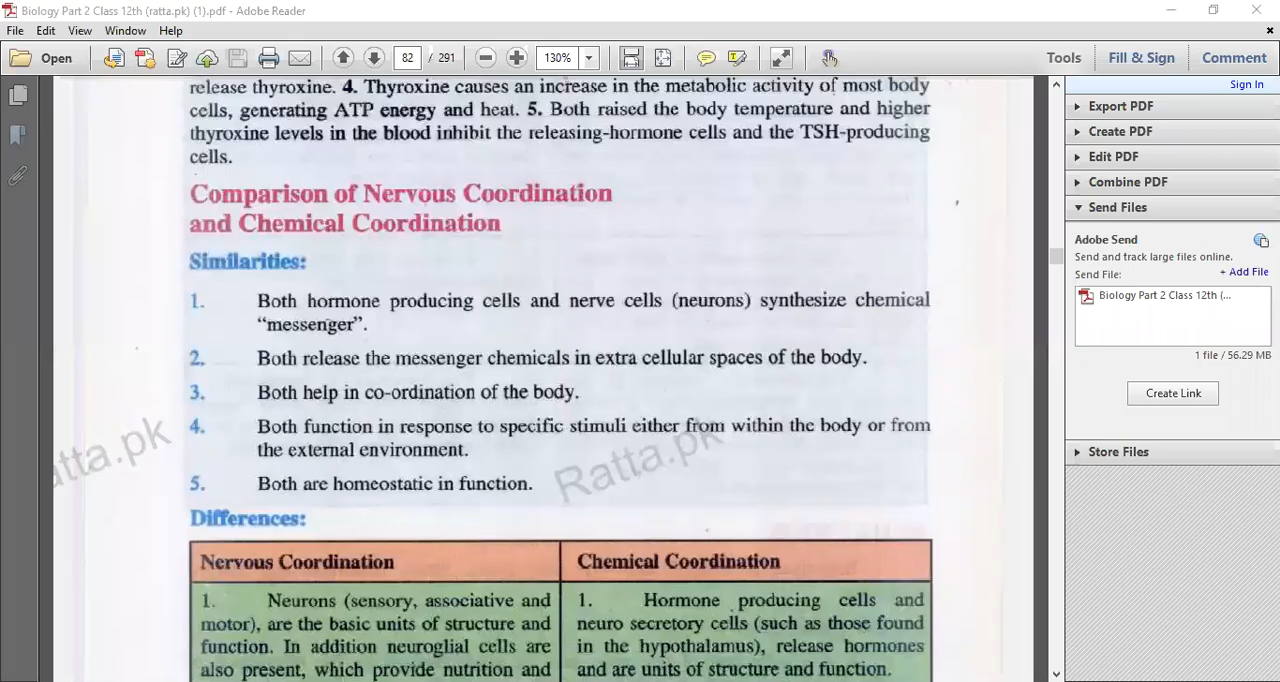 Biology Part 2 Class 12th (ratta.pk) (1).pdf - Adobe Reader
File Edit View Window Help
Open 82 / 291 130% Tools Fill & Sign Comment
Sign In
Export PDF
Create PDF
Edit PDF
Combine PDF
Send Files
Adobe Send
Send and track large files online.
Send File: + Add File
Biology Part 2 Class 12th (...
1 file / 56.29 MB
Create Link
Store Files
release thyroxine. 4. Thyroxine causes an increase in the metabolic activity of most body
cells, generating ATP energy and heat. 5. Both raised the body temperature and higher
thyroxine levels in the blood inhibit the releasing-hormone cells and the TSH-producing
cells.
Comparison of Nervous Coordination
and Chemical Coordination
Similarities:
1. Both hormone producing cells and nerve cells (neurons) synthesize chemical
“messenger”.
2. Both release the messenger chemicals in extra cellular spaces of the body.
3. Both help in co-ordination of the body.
4. Both function in response to specific stimuli either from within the body or from
the external environment.
5. Both are homeostatic in function.
atta.pk
Ratta.pk
Differences:
Nervous Coordination
1. Neurons (sensory, associative and
motor), are the basic units of structure and
function. In addition neuroglial cells are
also present, which provide nutrition and
Chemical Coordination
1. Hormone producing cells and
neuro secretory cells (such as those found
in the hypothalamus), release hormones
and are units of structure and function.